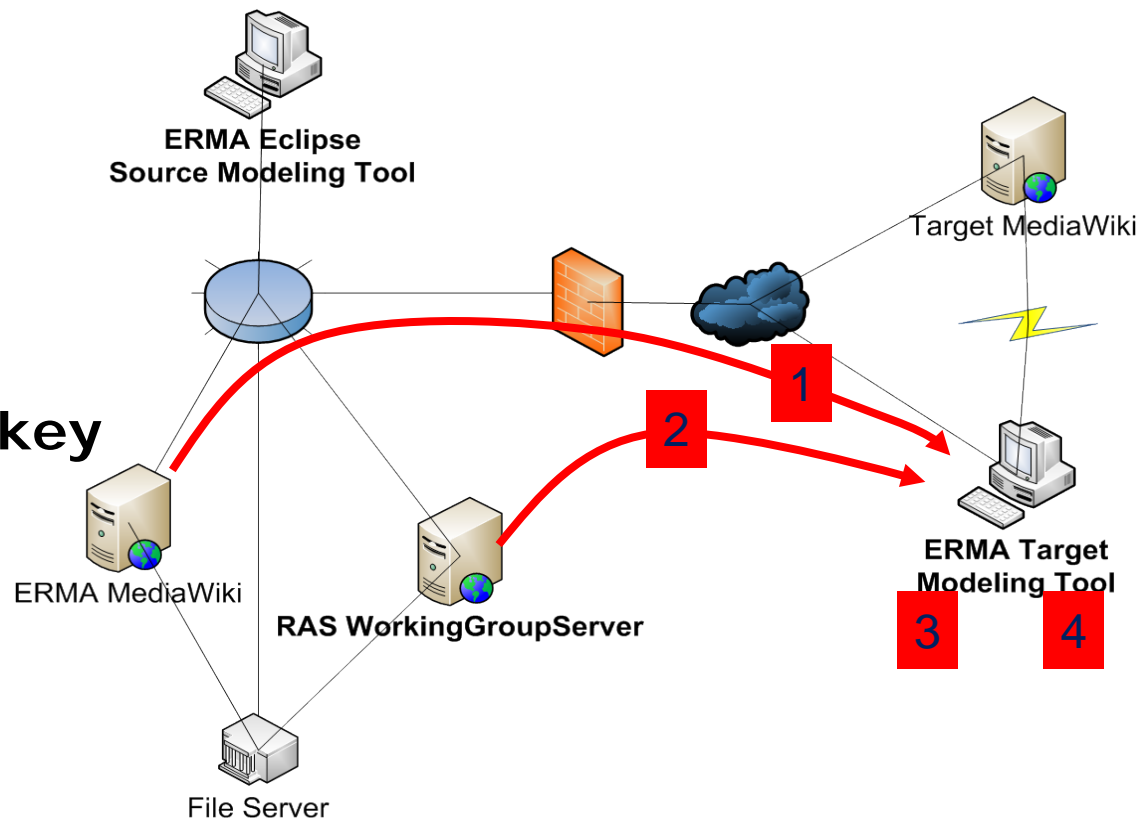 ERMA Eclipse
Source Modeling Tool
Target MediaWiki
1
2
key
ERMA MediaWiki
RAS WorkingGroupServer
ERMA Target
Modeling Tool
3
4
File Server